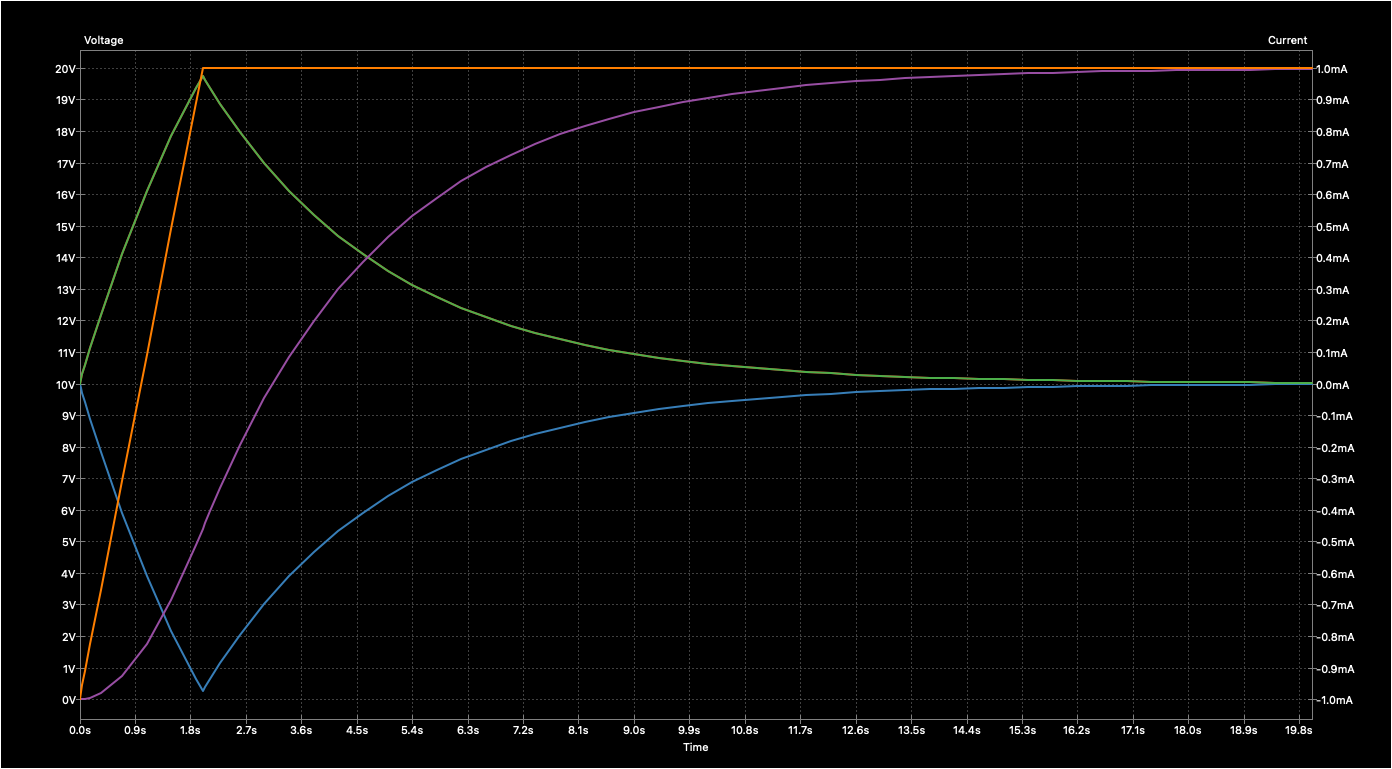 Voltage Current
20V 1.0mA
19V 0.9mA
18V 0.8mA
17V 0.7mA
16V 0.6mA
15V 0.5mA
14V 0.4mA
13V 0.3mA
12V 0.2mA
11V 0.1mA
10V 0.0mA
9V -0.1mA
8V -0.2mA
7V -0.3mA
6V -0.4mA
5V -0.5mA
4V -0.6mA
3V -0.7mA
2V -0.8mA
1V -0.9mA
0V -1.0mA
0.0s 0.9s 1.8s 2.7s 3.6s 4.5s 5.4s 6.3s 7.2s 8.1s 9.0s 9.9s 10.8s 11.7s 12.6s 13.5s 14.4s 15.3s 16.2s 17.1s 18.0s 18.9s 19.8s
Time